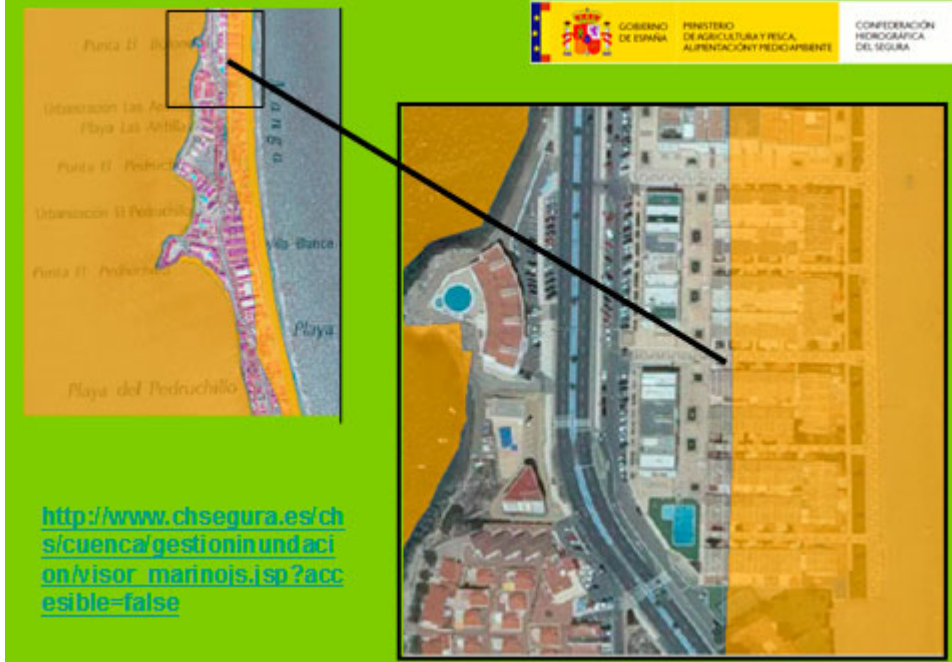 GOBIERNO
DE ESPAÑA
MINISTERIO
DE AGRICULTURA Y PESCA,
ALIMENTACIÓN Y MEDIO AMBIENTE
CONFEDERACIÓN
HIDROGRÁFICA
DEL SEGURA
Punta El
Urbanización Las
Playa Las Antillas
Punta El Pedruchillo
Urbanización El Pedruchillo
Punta El Pedruchillo
Playa del Pedruchillo
Manga
Playa
http://www.chsegura.es/ch
s/cuenca/gestioninundaci
on/visor_marinojs.jsp?acc
esible=false